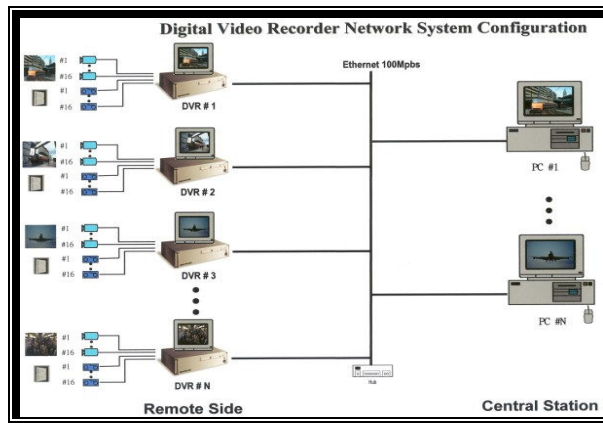 Digital Video Recorder Network System Configuration
Ethernet 100Mpbs
#1
#16
#1
#16
DVR # 1
#1
#16
#1
#16
DVR # 2
#1
#16
#1
#16
DVR # 3
#1
#16
#1
#16
DVR # N
PC #1
PC #N
Hub
Remote Side
Central Station